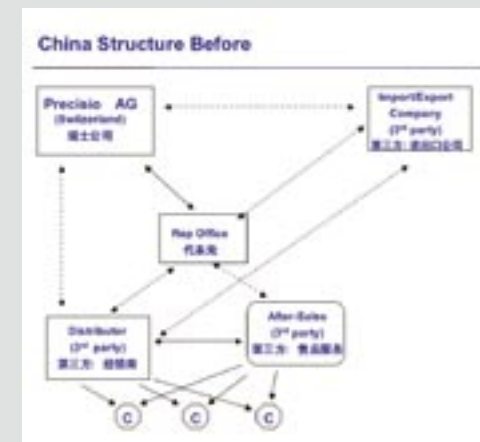 China Structure Before
Precisio AG
(Switzerland)
瑞士公司
Import/Export
Company
(3rd party)
第三方: 进出口公司
Rep Office
代表处
Distributor
(3rd party)
第三方: 经销商
After-Sales
(3rd party)
第三方: 售后服务
C
C
C